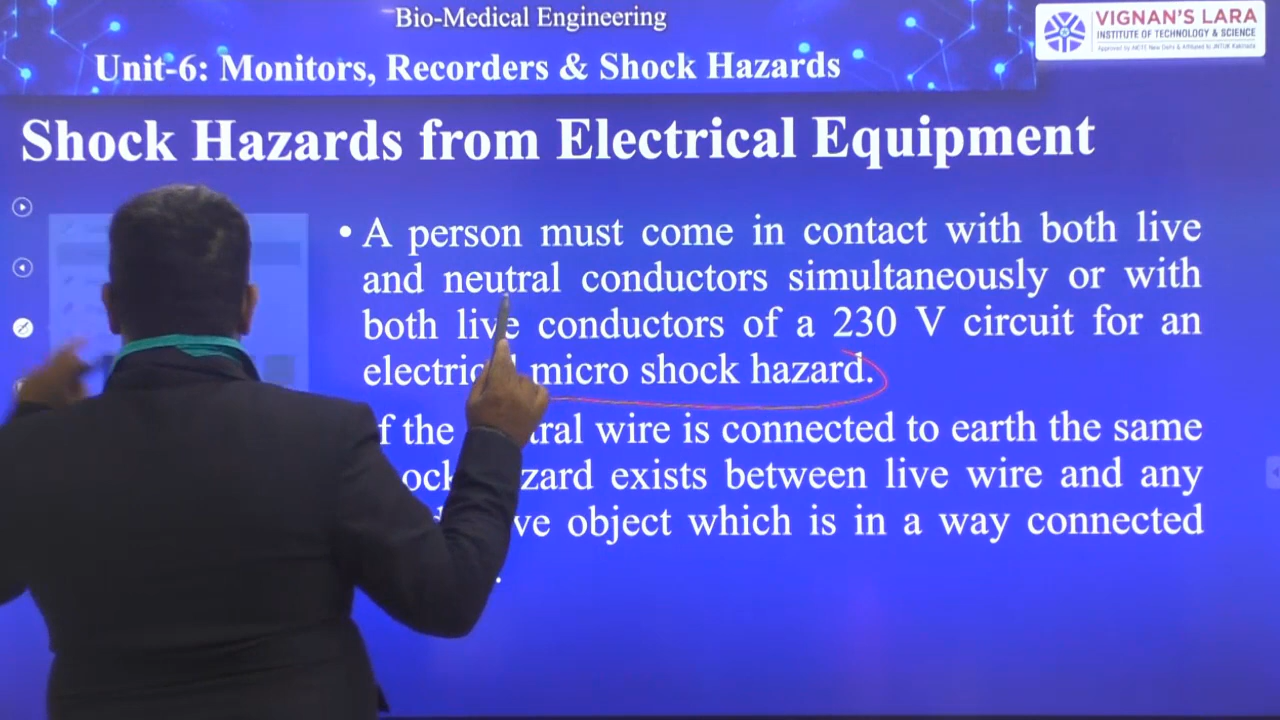 Bio-Medical Engineering
VIGNAN'S LARA
INSTITUTE OF TECHNOLOGY & SCIENCE
Unit-6: Monitors, Recorders & Shock Hazards
Shock Hazards from Electrical Equipment
• A person must come in contact with both live
and neutral conductors simultaneously or with
both live conductors of a 230 V circuit for an
micro shock hazard.
the wire is connected to earth the same
exists between live wire and any
object which is in a way connected